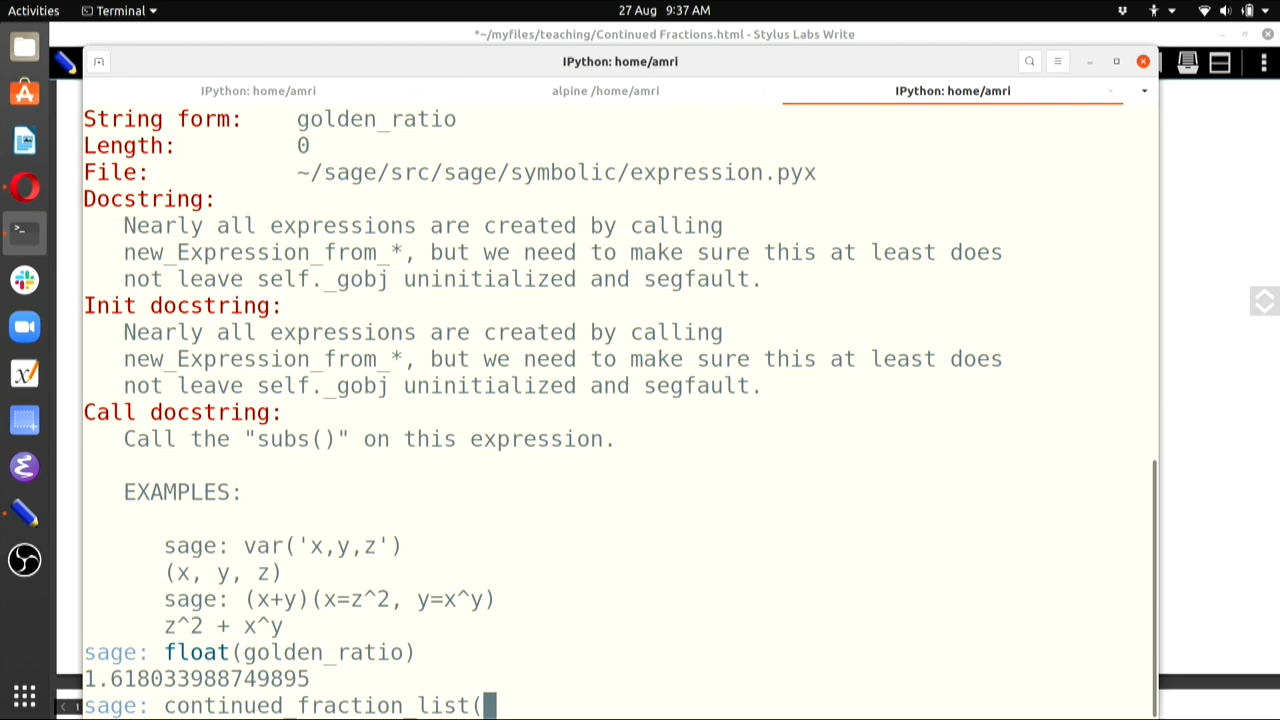 Activities
Terminal
27 Aug 9:37 AM
*~/myfiles/teaching/Continued Fractions.html - Stylus Labs Write
IPython: home/amri
IPython: home/amri
alpine /home/amri
IPython: home/amri
String form: golden_ratio
Length: 0
File: ~/sage/src/sage/symbolic/expression.pyx
Docstring:
Nearly all expressions are created by calling
new_Expression_from_*, but we need to make sure this at least does
not leave self._gobj uninitialized and segfault.
Init docstring:
Nearly all expressions are created by calling
new_Expression_from_*, but we need to make sure this at least does
not leave self._gobj uninitialized and segfault.
Call docstring:
Call the "subs()" on this expression.
EXAMPLES:
sage: var('x,y,z')
(x, y, z)
sage: (x+y)(x=z^2, y=x^y)
z^2 + x^y
sage: float(golden_ratio)
1.618033988749895
sage: continued_fraction_list(